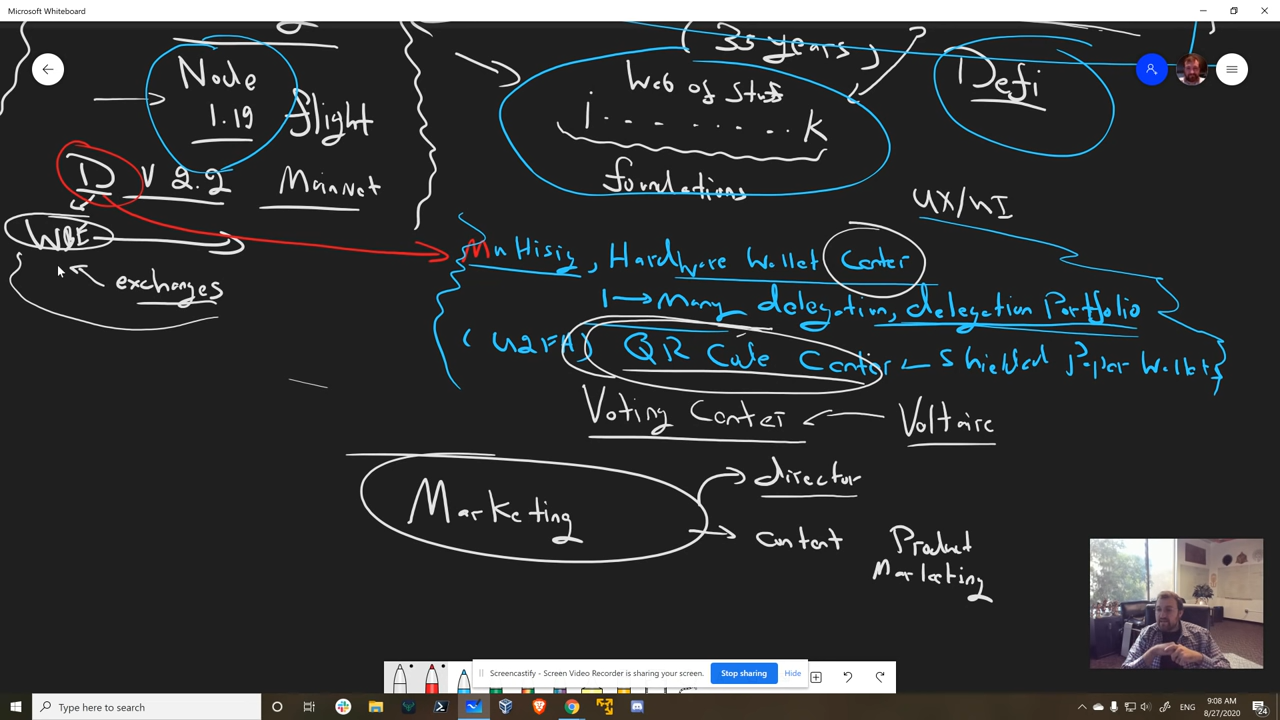 Microsoft Whiteboard
( 35 years )
Node
1.19
flight
Web of Stuff
j . . . . . . . . . k
foundations
Defi
D V 2.2 Mainnet
WBE
exchanges
UX/UI
Multisig, Hardware Wallet Center
1 → Many delegation, delegation Portfolio
(U2FA) QR Code Center ← Shielded Paper Wallets
Voting Center ← Voltaire
Marketing
→ director
→ content
Product
Marketing
Screencastify - Screen Video Recorder is sharing your screen.
Stop sharing
Hide
Type here to search
ENG
9:08 AM
8/27/2020
24